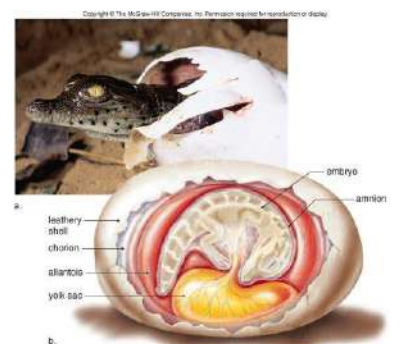 Copyright © The McGraw-Hill Companies, Inc. Permission required for reproduction or display.
a.
embryo
amnion
leathery
shell
chorion
allantois
yolk sac
b.